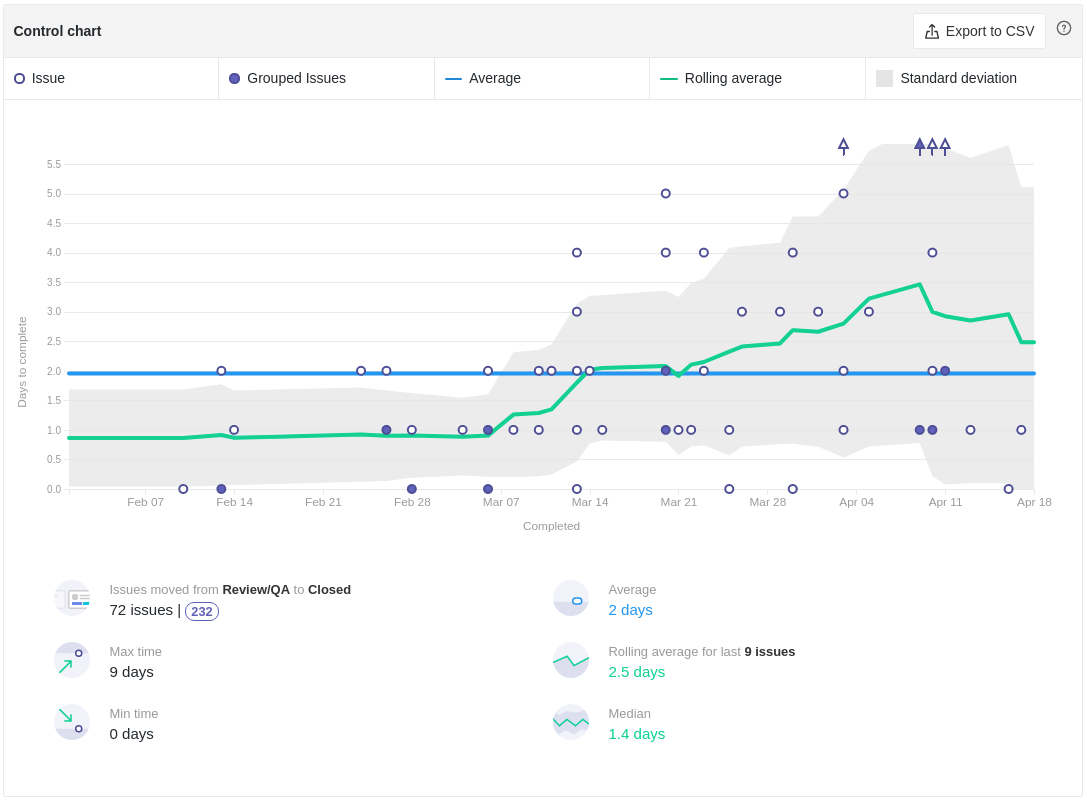 Control chart
Export to CSV
Issue
Grouped Issues
Average
Rolling average
Standard deviation
5.5
5.0
4.5
4.0
3.5
3.0
2.5
2.0
1.5
1.0
0.5
0.0
Days to complete
Feb 07 Feb 14 Feb 21 Feb 28 Mar 07 Mar 14 Mar 21 Mar 28 Apr 04 Apr 11 Apr 18
Completed
Issues moved from Review/QA to Closed
72 issues | 232
Average
2 days
Max time
9 days
Rolling average for last 9 issues
2.5 days
Min time
0 days
Median
1.4 days